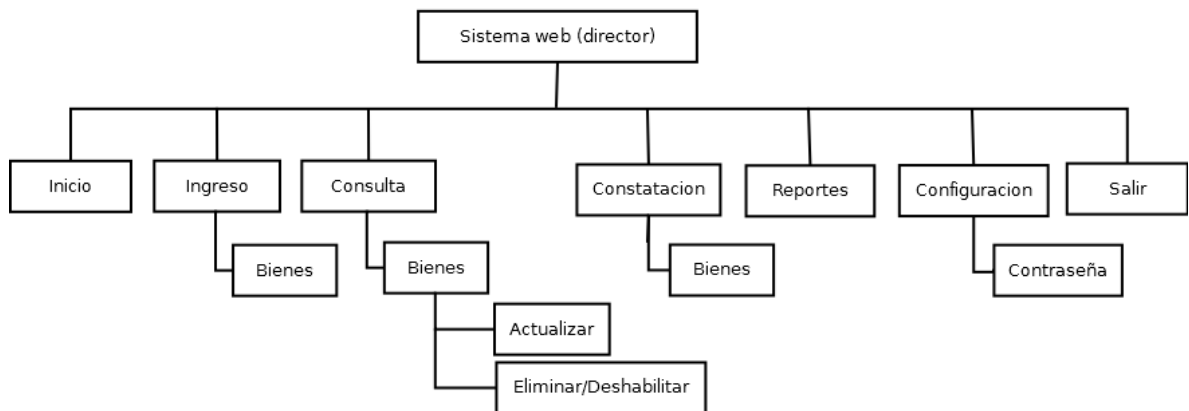 Sistema web (director)
Inicio
Ingreso
Consulta
Constatacion
Reportes
Configuracion
Salir
Bienes
Bienes
Bienes
Contraseña
Actualizar
Eliminar/Deshabilitar